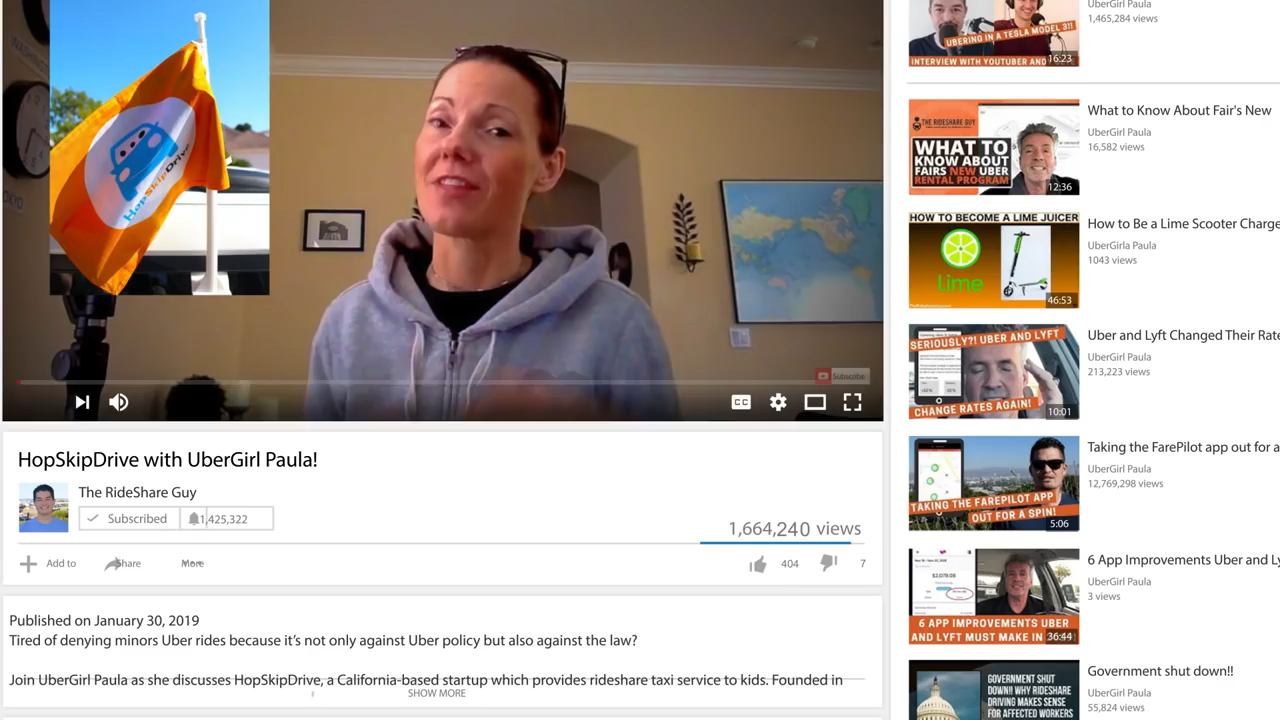 HopSkipDrive
Subscribe
CC
HopSkipDrive with UberGirl Paula!
The RideShare Guy
Subscribed
1,425,322
1,664,240 views
Add to
Share
More
404
7
Published on January 30, 2019
Tired of denying minors Uber rides because it’s not only against Uber policy but also against the law?
Join UberGirl Paula as she discusses HopSkipDrive, a California-based startup which provides rideshare taxi service to kids. Founded in
SHOW MORE
UBERING IN A TESLA MODEL 3!!
INTERVIEW WITH YOUTUBER AND
16:23
UberGirl Paula
1,465,284 views
THE RIDESHARE GUY
WHAT TO
KNOW ABOUT
FAIRS NEW UBER
RENTAL PROGRAM
12:36
What to Know About Fair's New
UberGirl Paula
16,582 views
HOW TO BECOME A LIME JUICER
Lime
46:53
How to Be a Lime Scooter Charge
UberGirla Paula
1043 views
SERIOUSLY?! UBER AND LYFT
CHANGE RATES AGAIN!
10:01
Uber and Lyft Changed Their Rate
UberGirl Paula
213,223 views
TAKING THE FAREPILOT APP
OUT FOR A SPIN!
5:06
Taking the FarePilot app out for a
UberGirl Paula
12,769,298 views
6 APP IMPROVEMENTS UBER
AND LYFT MUST MAKE IN
36:44
6 App Improvements Uber and Ly
UberGirl Paula
3 views
GOVERNMENT SHUT
DOWN!! WHY RIDESHARE
DRIVING MAKES SENSE
FOR AFFECTED WORKERS
Government shut down!!
UberGirl Paula
55,824 views